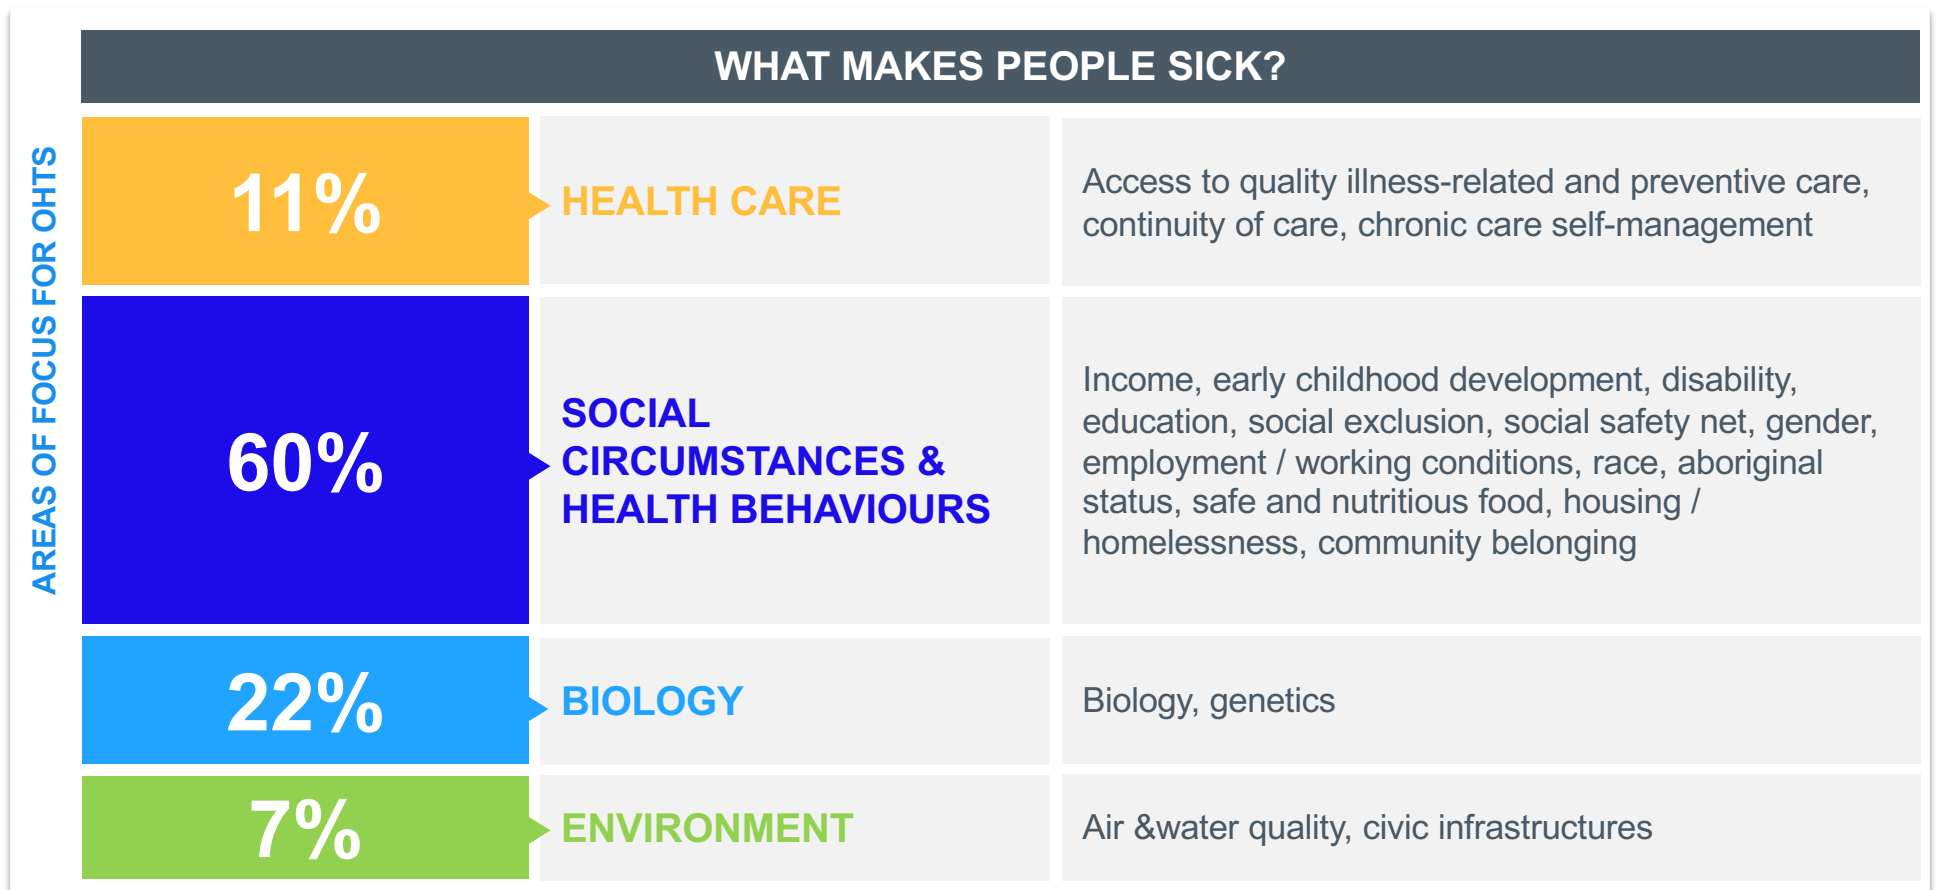 WHAT MAKES PEOPLE SICK?
AREAS OF FOCUS FOR OHTS
11%
HEALTH CARE
Access to quality illness-related and preventive care,
continuity of care, chronic care self-management
60%
SOCIAL
CIRCUMSTANCES &
HEALTH BEHAVIOURS
Income, early childhood development, disability,
education, social exclusion, social safety net, gender,
employment / working conditions, race, aboriginal
status, safe and nutritious food, housing /
homelessness, community belonging
22%
BIOLOGY
Biology, genetics
7%
ENVIRONMENT
Air &water quality, civic infrastructures